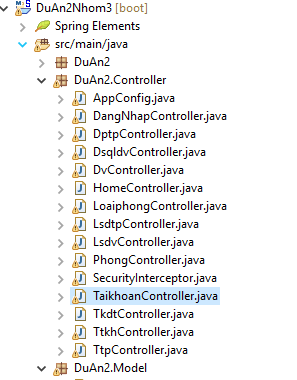 DuAn2Nhom3 [boot]
Spring Elements
src/main/java
DuAn2
DuAn2.Controller
AppConfig.java
DangNhapController.java
DptpController.java
DsqldvController.java
DvController.java
HomeController.java
LoaiphongController.java
LsdtpController.java
LsdvController.java
PhongController.java
SecurityInterceptor.java
TaikhoanController.java
TkdtController.java
TtkhController.java
TtpController.java
DuAn2.Model